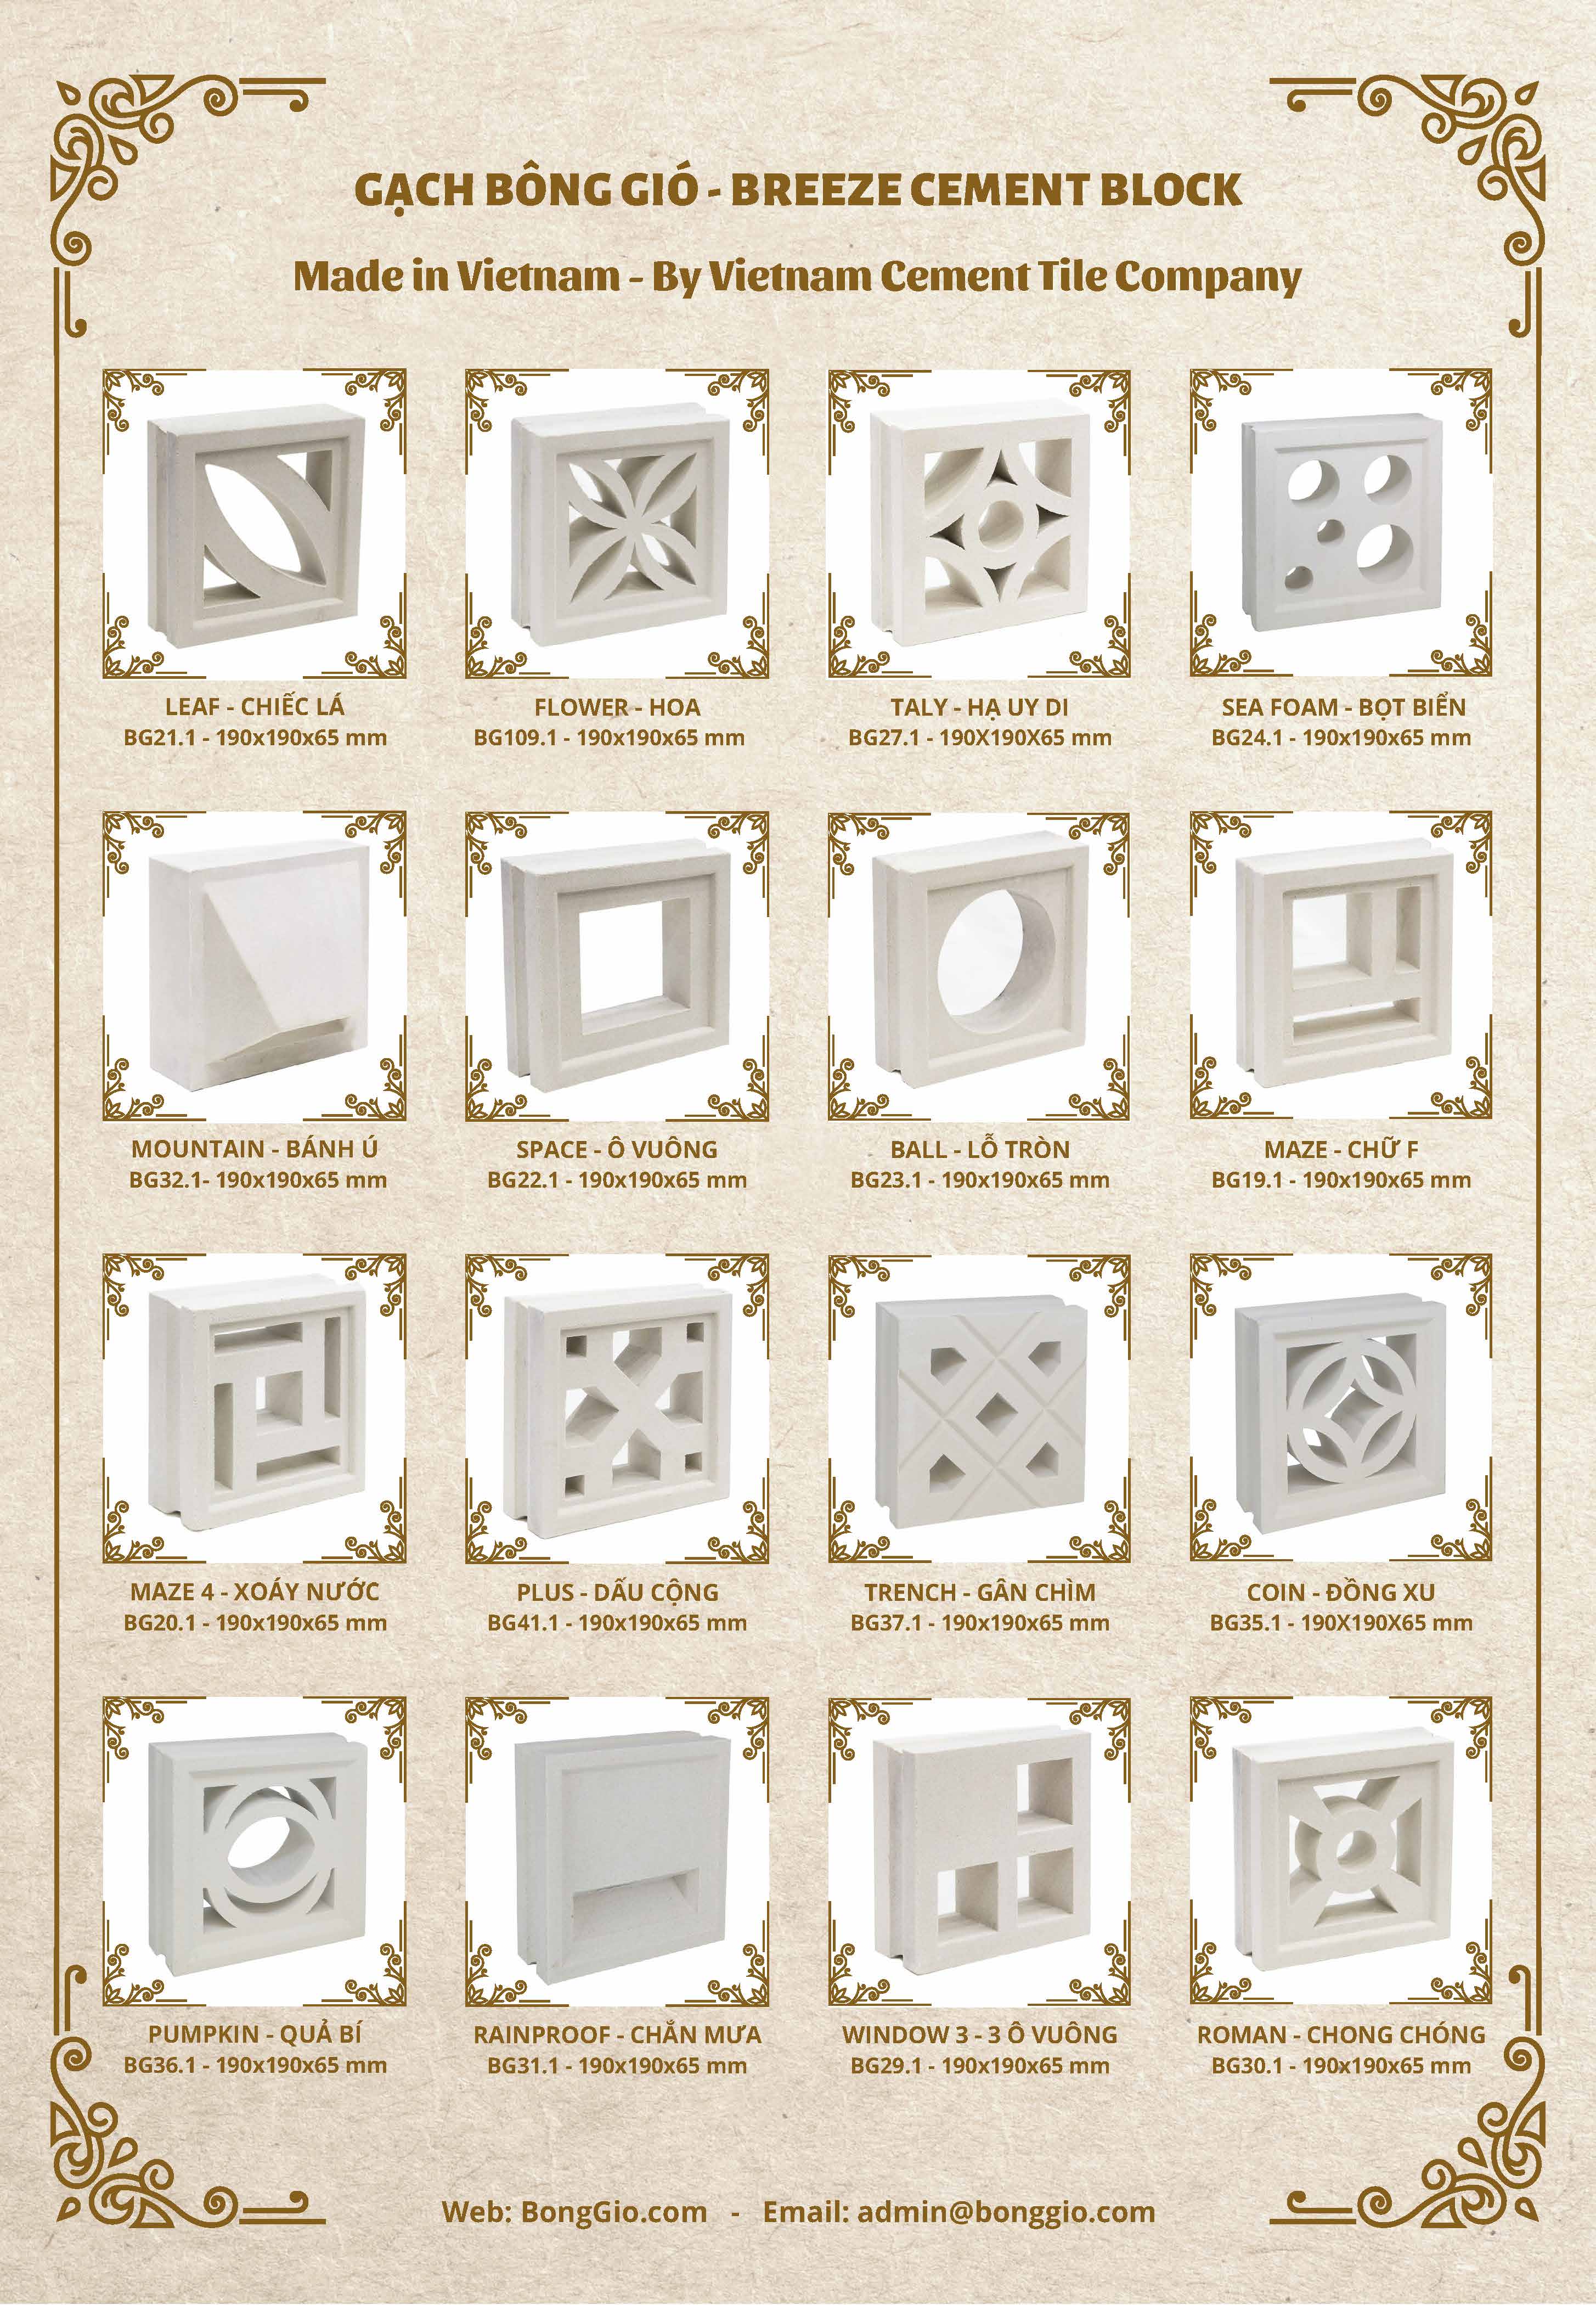 GẠCH BÔNG GIÓ - BREEZE CEMENT BLOCK
Made in Vietnam - By Vietnam Cement Tile Company
LEAF - CHIẾC LÁ
BG21.1 - 190x190x65 mm
FLOWER - HOA
BG109.1 - 190x190x65 mm
TALY - HẠ UY DI
BG27.1 - 190X190X65 mm
SEA FOAM - BỌT BIỂN
BG24.1 - 190x190x65 mm
MOUNTAIN - BÁNH Ú
BG32.1- 190x190x65 mm
SPACE - Ô VUÔNG
BG22.1 - 190x190x65 mm
BALL - LỖ TRÒN
BG23.1 - 190x190x65 mm
MAZE - CHỮ F
BG19.1 - 190x190x65 mm
MAZE 4 - XOÁY NƯỚC
BG20.1 - 190x190x65 mm
PLUS - DẤU CỘNG
BG41.1 - 190x190x65 mm
TRENCH - GÂN CHÌM
BG37.1 - 190x190x65 mm
COIN - ĐỒNG XU
BG35.1 - 190X190X65 mm
PUMPKIN - QUẢ BÍ
BG36.1 - 190x190x65 mm
RAINPROOF - CHẮN MƯA
BG31.1 - 190x190x65 mm
WINDOW 3 - 3 Ô VUÔNG
BG29.1 - 190x190x65 mm
ROMAN - CHONG CHÓNG
BG30.1 - 190x190x65 mm
Web: BongGio.com - Email: admin@bonggio.com